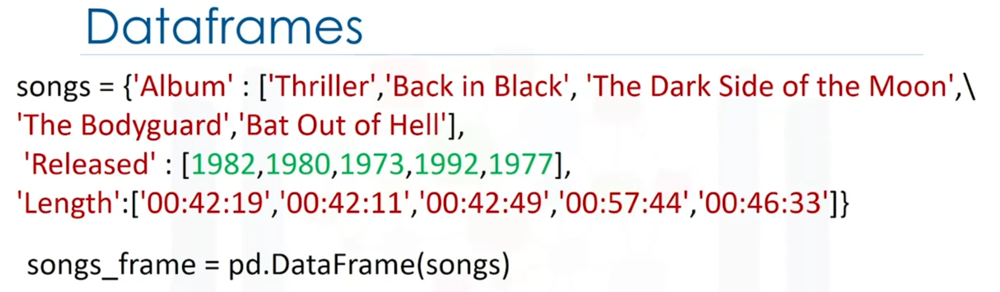 Dataframes
songs = {'Album' : ['Thriller','Back in Black', 'The Dark Side of the Moon',\
'The Bodyguard','Bat Out of Hell'],
'Released' : [1982,1980,1973,1992,1977],
'Length':['00:42:19','00:42:11','00:42:49','00:57:44','00:46:33']}
songs_frame = pd.DataFrame(songs)